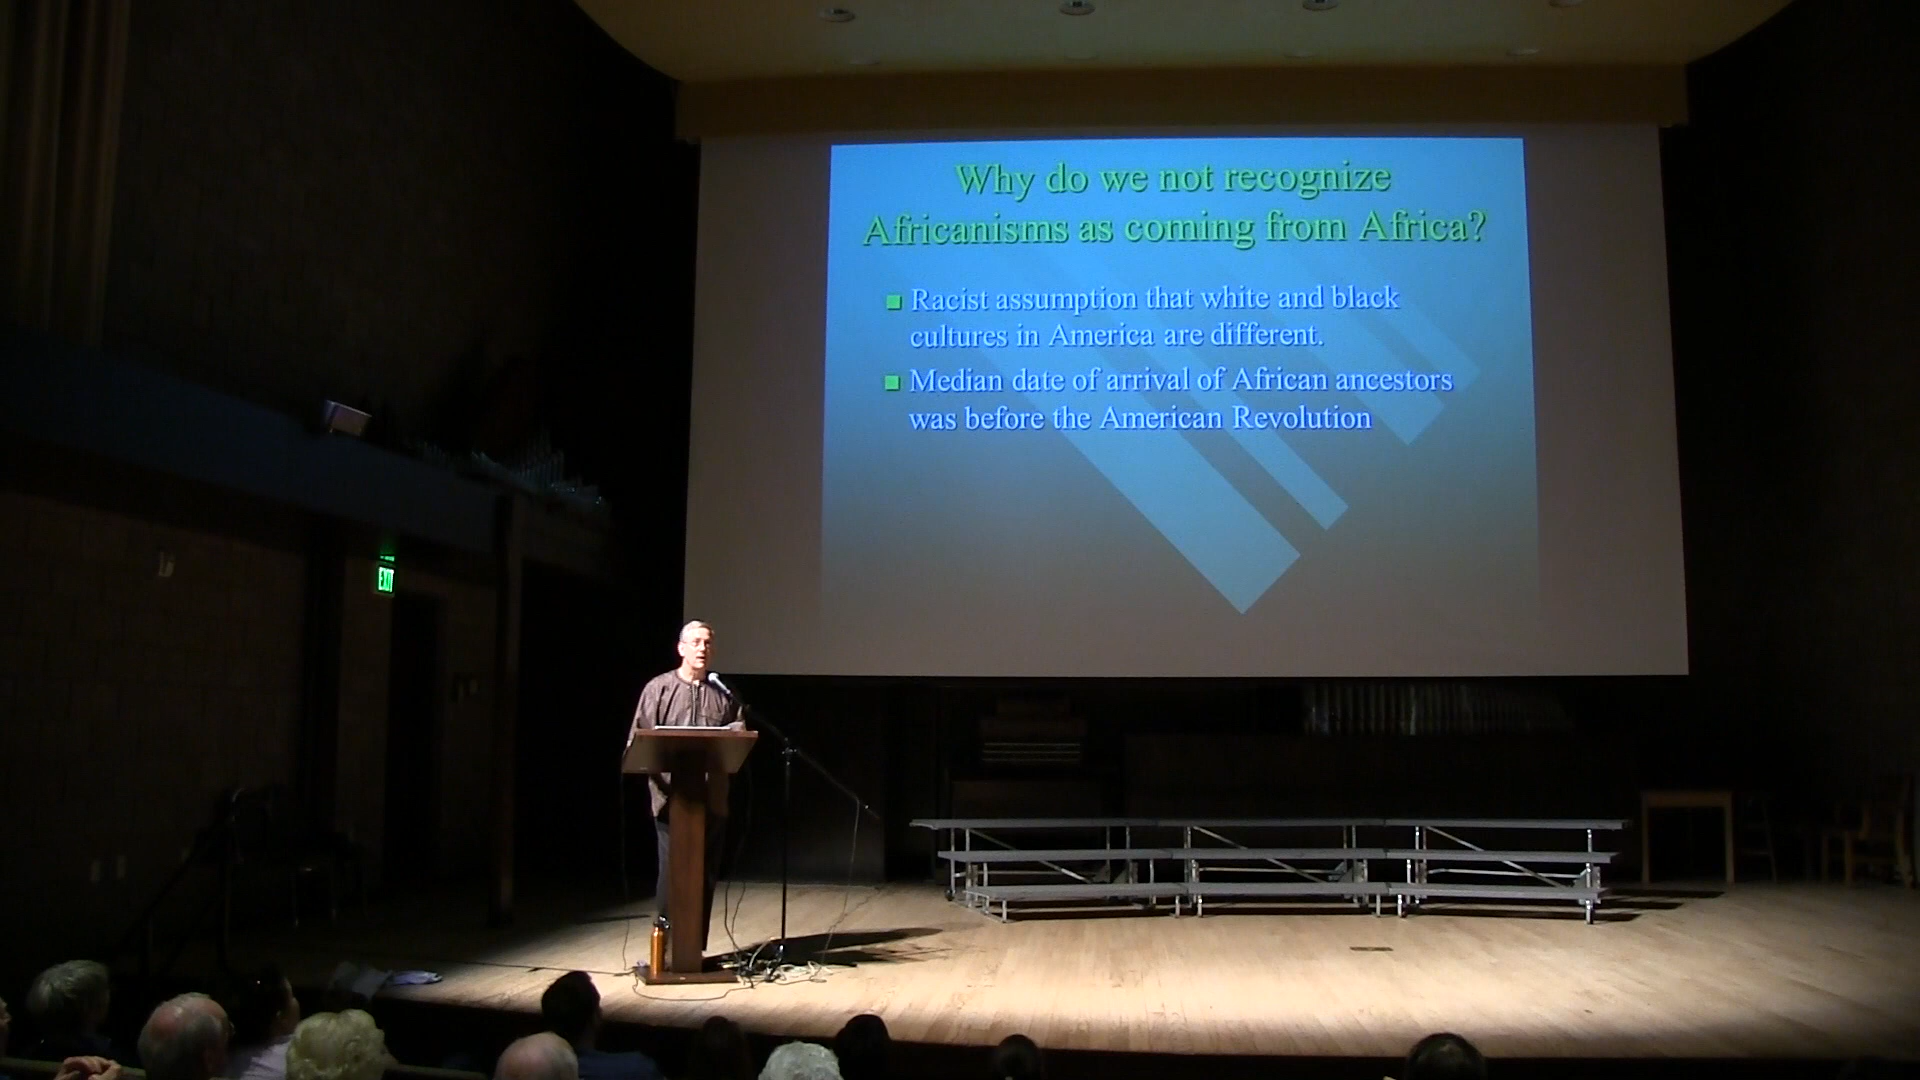 Why do we not recognize
Africanisms as coming from Africa?
Racist assumption that white and black
cultures in America are different.
Median date of arrival of African ancestors
was before the American Revolution
EXIT